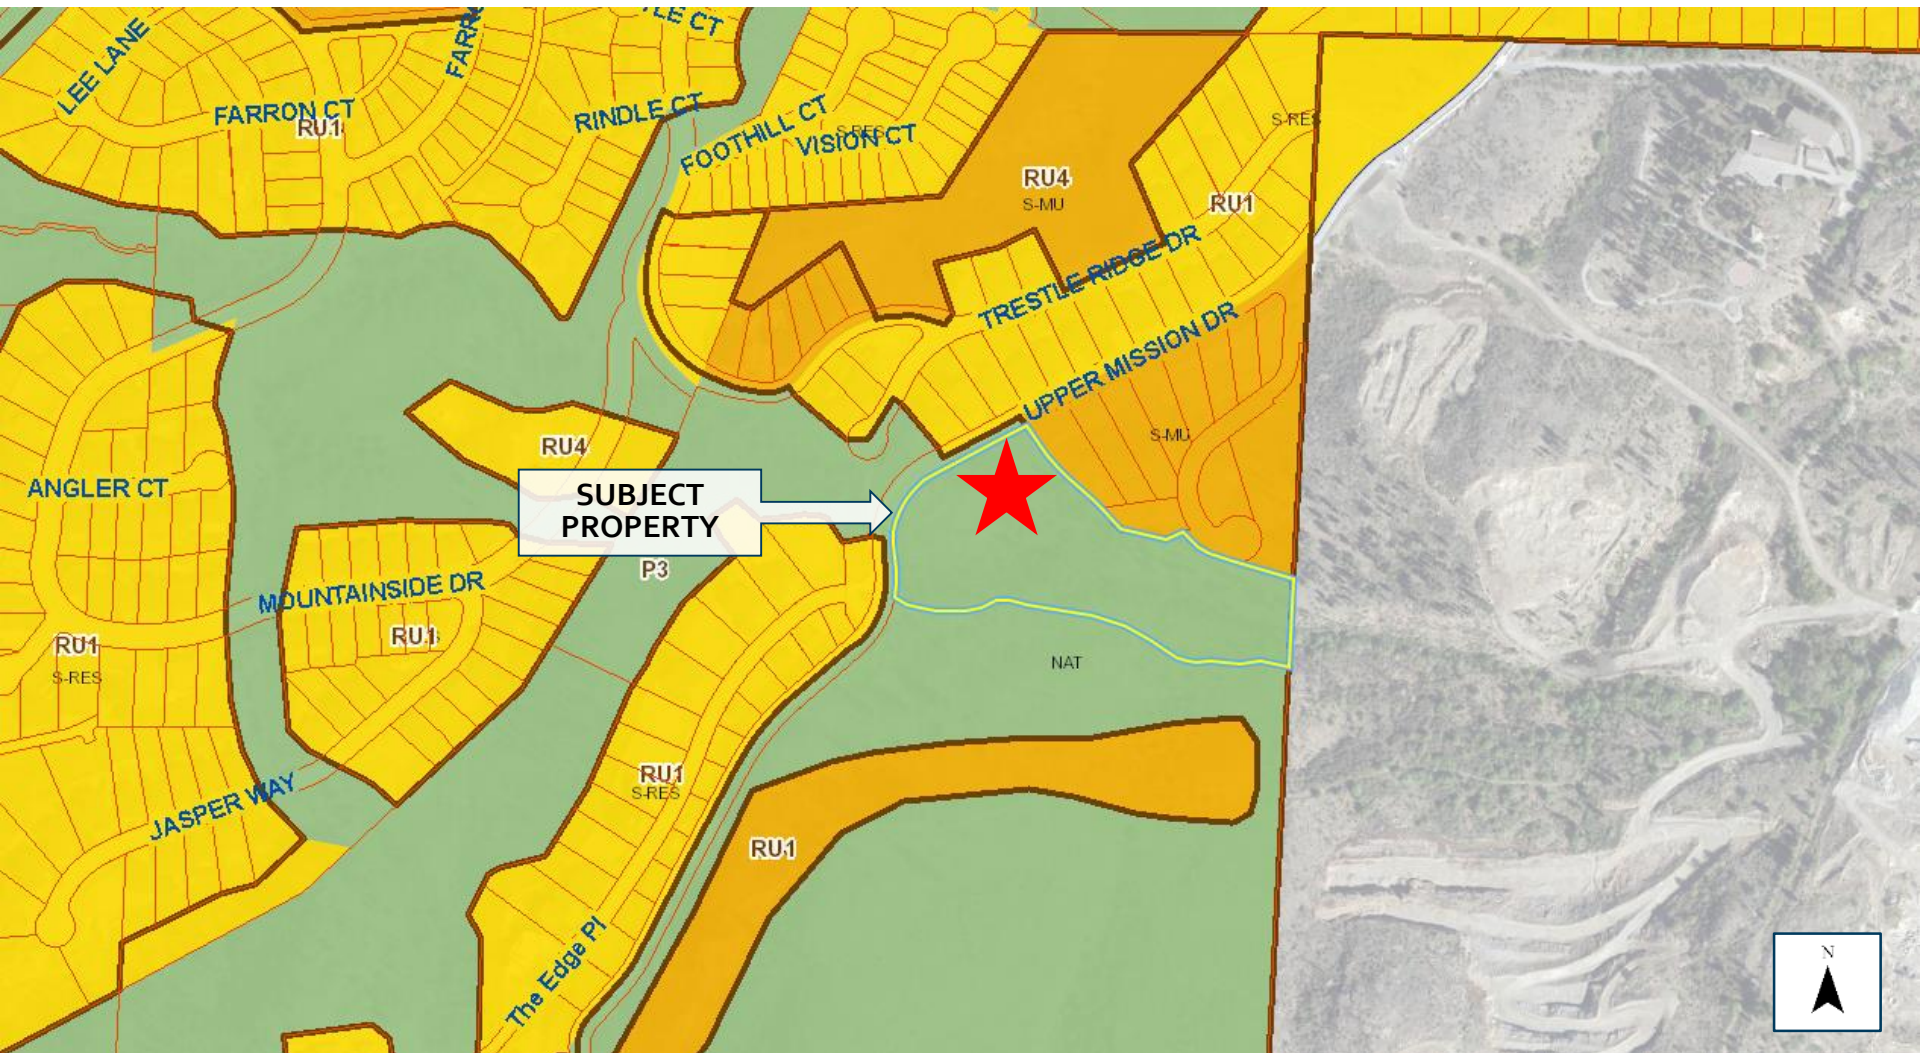 LEE LANE
FARRON CT
RU1
RINDLE CT
FOOTHILL CT
VISION CT
S-RES
RU4
S-MU
S-RES
RU1
TRESTLE RIDGE DR
UPPER MISSION DR
S-MU
RU4
ANGLER CT
SUBJECT
PROPERTY
P3
MOUNTAINSIDE DR
RU1
RU1
S-RES
NAT
RU1
S-RES
JASPER WAY
RU1
The Edge Pl
N